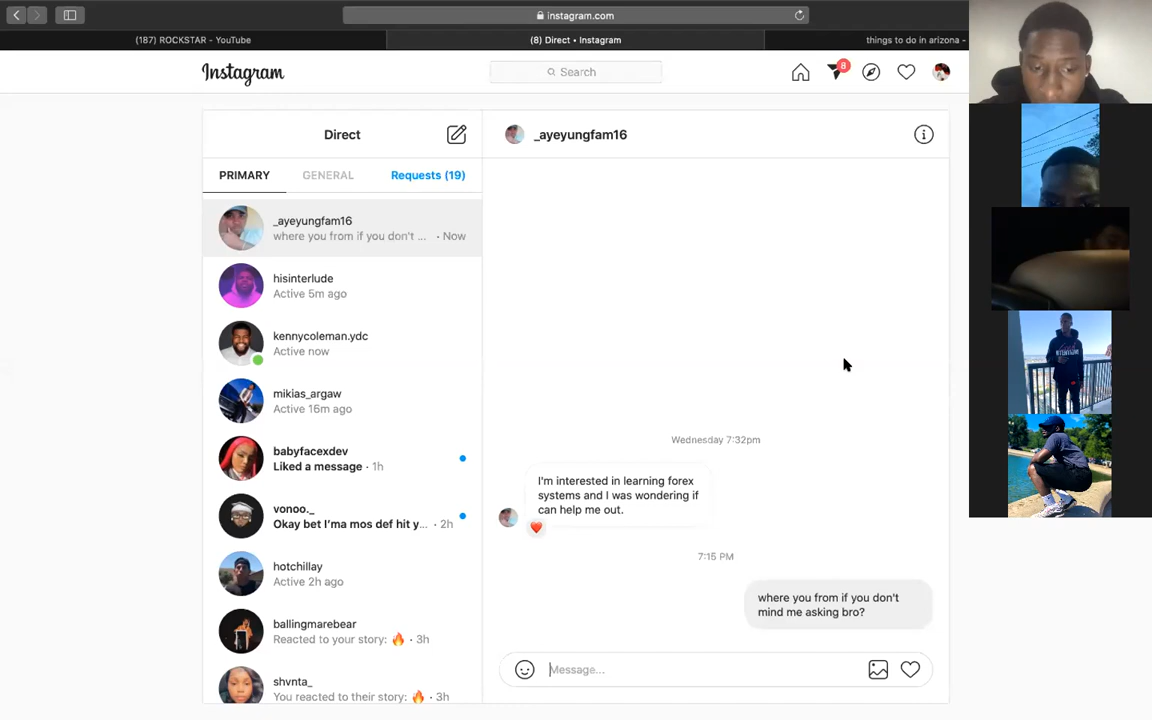 instagram.com
(187) ROCKSTAR - YouTube
(8) Direct • Instagram
things to do in arizona -
Instagram
Search
8
Direct
PRIMARY
GENERAL
Requests (19)
_ayeyungfam16
where you from if you don't ... · Now
hisinterlude
Active 5m ago
kennycoleman.ydc
Active now
mikias_argaw
Active 16m ago
babyfacexdev
Liked a message · 1h
vonoo._
Okay bet I'ma mos def hit y... · 2h
hotchillay
Active 2h ago
ballingmarebear
Reacted to your story: 🔥 · 3h
shvnta_
You reacted to their story: 🔥 · 3h
_ayeyungfam16
Wednesday 7:32pm
I'm interested in learning forex
systems and I was wondering if
can help me out.
7:15 PM
where you from if you don't
mind me asking bro?
Message...